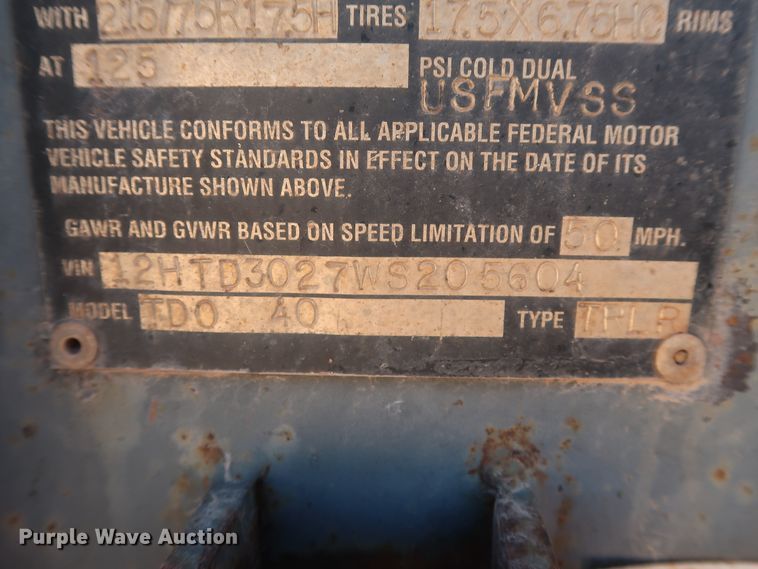 WITH 215/75R17.5H TIRES 17.5X6.75HC RIMS
AT 125 PSI COLD DUAL
USFMVSS
THIS VEHICLE CONFORMS TO ALL APPLICABLE FEDERAL MOTOR
VEHICLE SAFETY STANDARDS IN EFFECT ON THE DATE OF ITS
MANUFACTURE SHOWN ABOVE.
GAWR AND GVWR BASED ON SPEED LIMITATION OF 50 MPH.
VIN 12HTD3027WS205604
MODEL TDO 40 TYPE TRLR
Purple Wave Auction